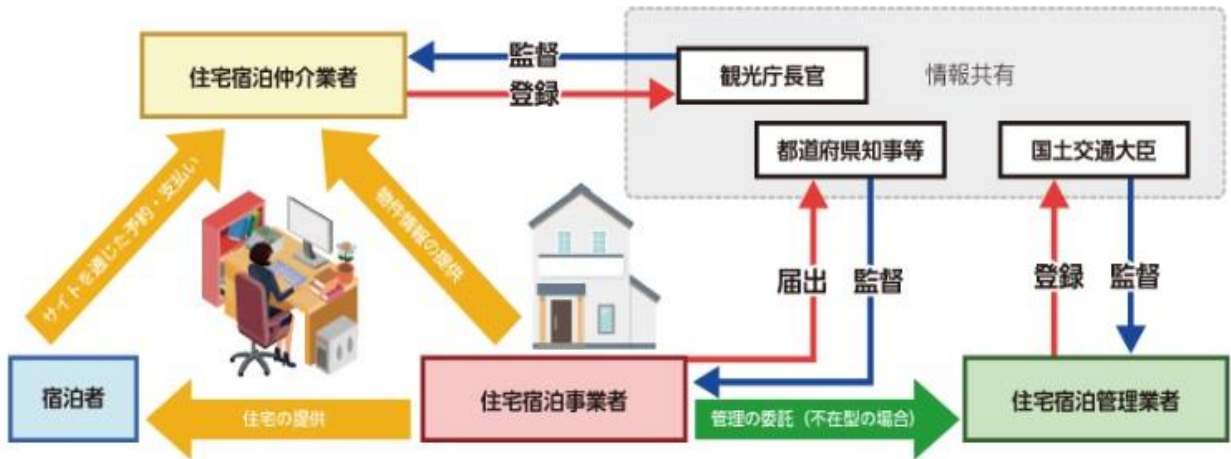 住宅宿泊仲介業者
監督
登録
観光庁長官
情報共有
都道府県知事等
国土交通大臣
サイトを通じた予約・支払い
物件情報の提供
届出
監督
登録
監督
宿泊者
住宅の提供
住宅宿泊事業者
管理の委託（不在型の場合）
住宅宿泊管理業者